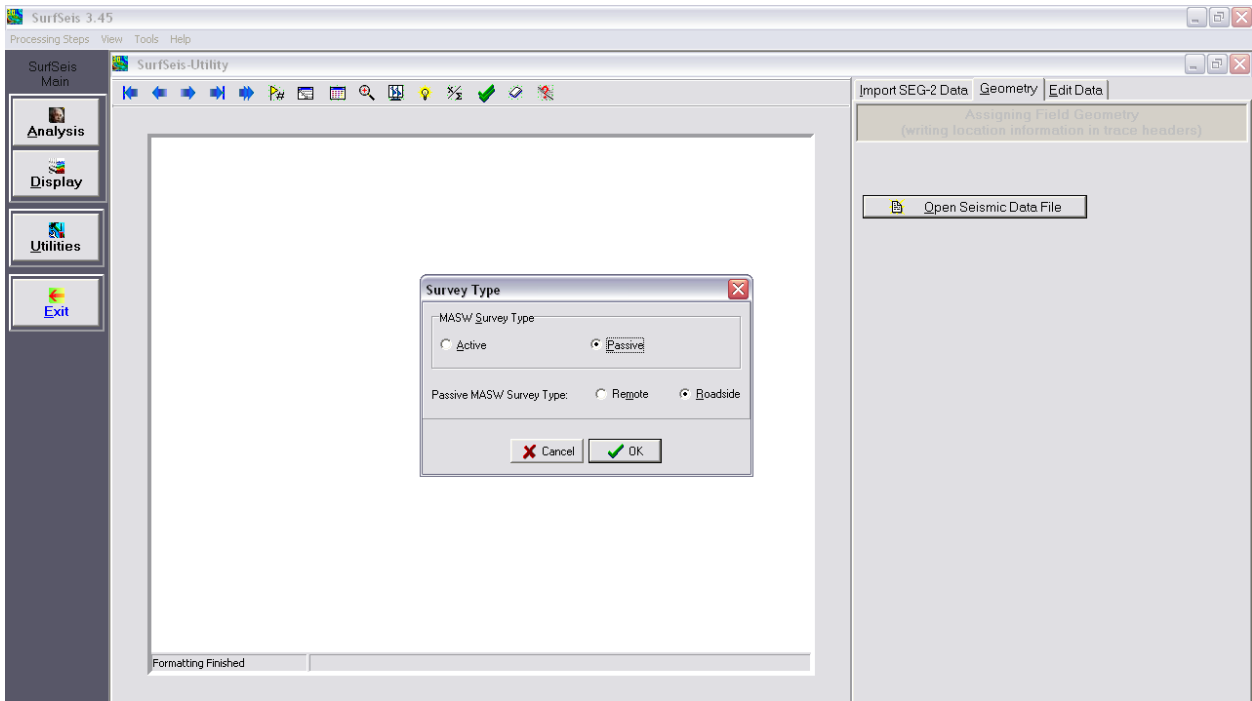 SurfSeis 3.45
Processing Steps View Tools Help
SurfSeis
Main
Analysis
Display
Utilities
Exit
SurfSeis-Utility
P#
Import SEG-2 Data Geometry Edit Data
Assigning Field Geometry
(writing location information in trace headers)
Open Seismic Data File
Survey Type
MASW Survey Type
Active Passive
Passive MASW Survey Type: Remote Roadside
Cancel OK
Formatting Finished